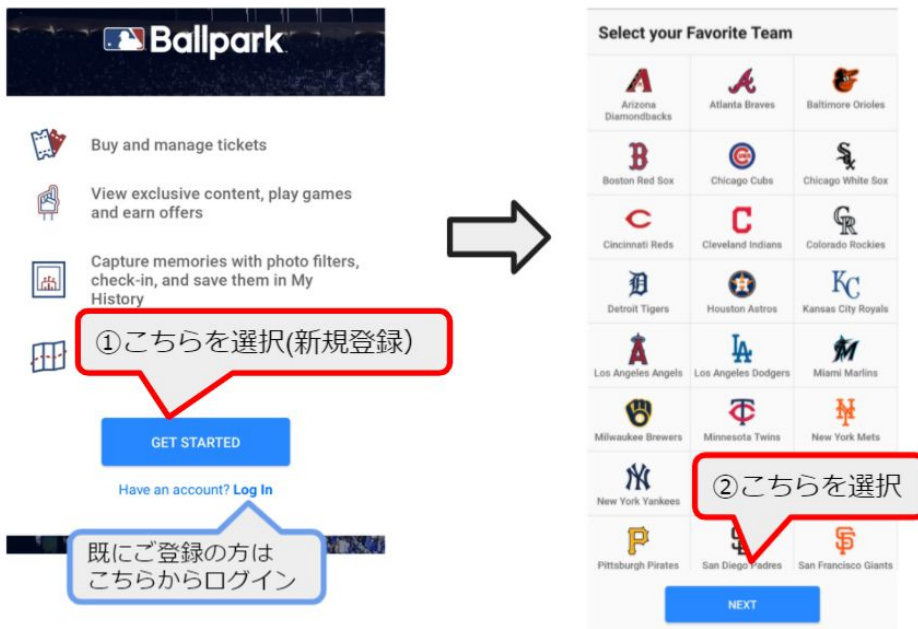 Ballpark
Buy and manage tickets
View exclusive content, play games
and earn offers
Capture memories with photo filters,
check-in, and save them in My
History
①こちらを選択(新規登録）
GET STARTED
Have an account? Log In
既にご登録の方は
こちらからログイン
Select your Favorite Team
Arizona
Diamondbacks
Atlanta Braves
Baltimore Orioles
Boston Red Sox
Chicago Cubs
Chicago White Sox
Cincinnati Reds
Cleveland Indians
Colorado Rockies
Detroit Tigers
Houston Astros
Kansas City Royals
Los Angeles Angels
Los Angeles Dodgers
Miami Marlins
Milwaukee Brewers
Minnesota Twins
New York Mets
New York Yankees
②こちらを選択
Pittsburgh Pirates
San Diego Padres
San Francisco Giants
NEXT